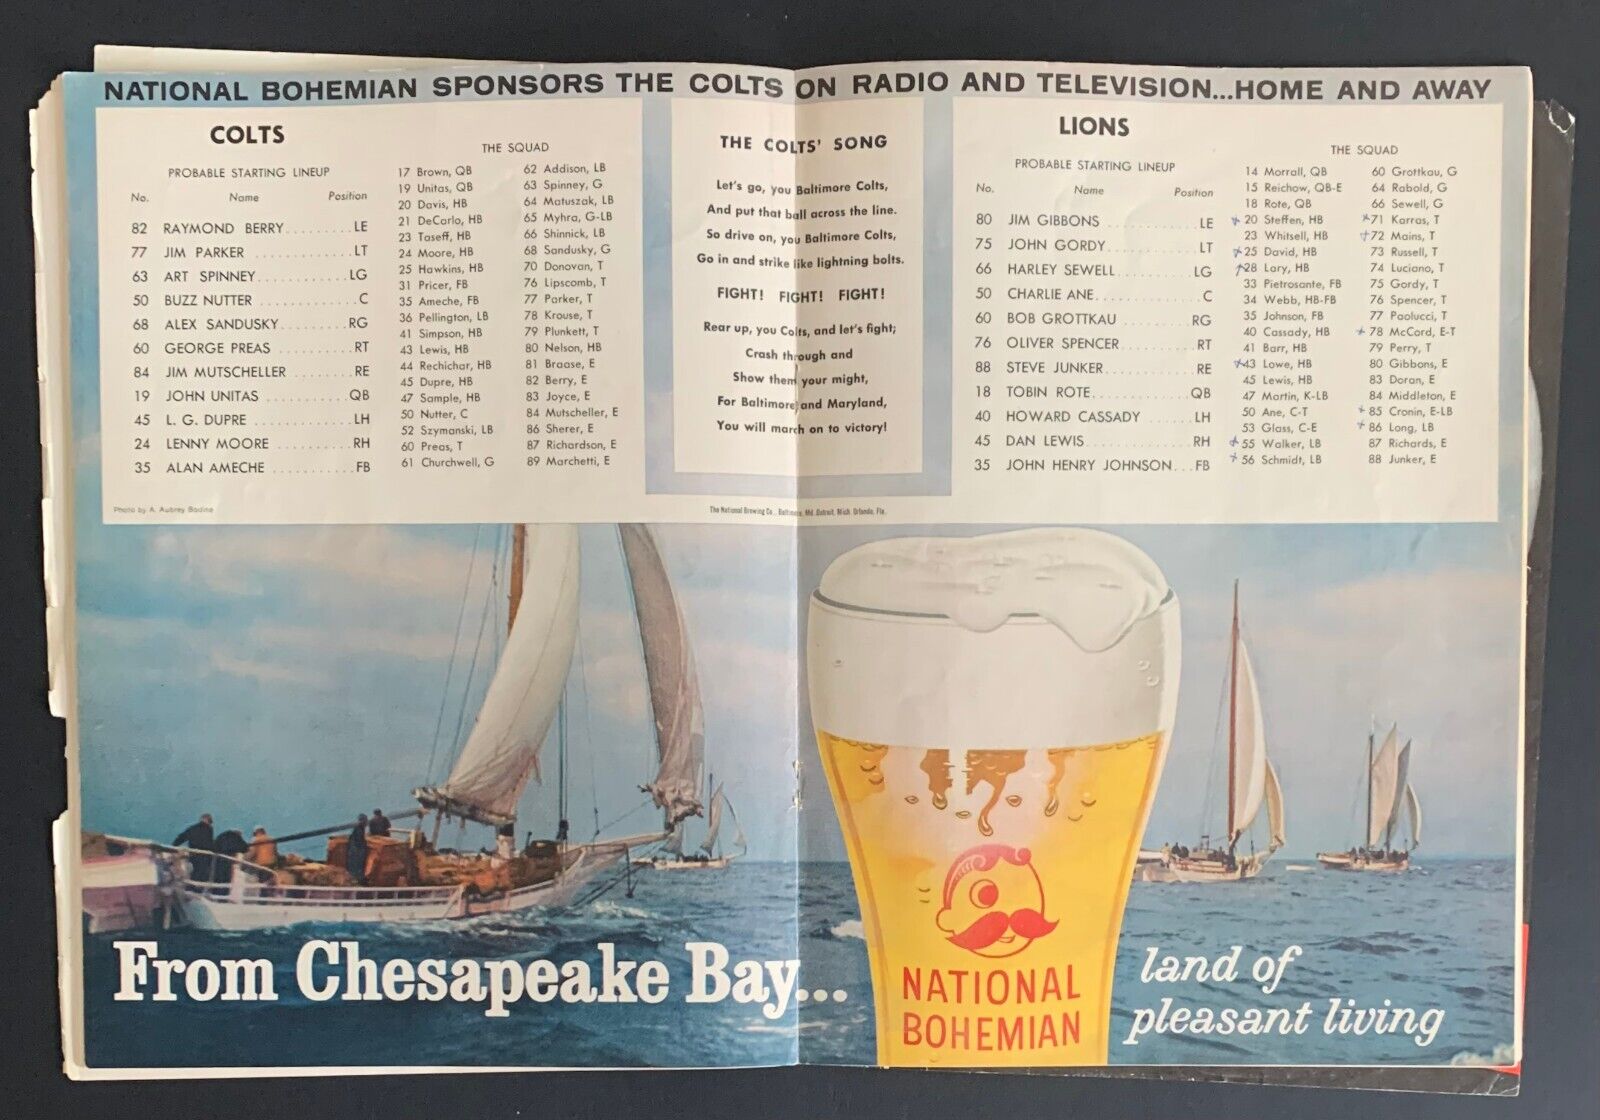 NATIONAL BOHEMIAN SPONSORS THE COLTS ON RADIO AND TELEVISION...HOME AND AWAY
COLTS
PROBABLE STARTING LINEUP
No. Name Position
82 RAYMOND BERRY..........LE
77 JIM PARKER .............LT
63 ART SPINNEY.............LG
50 BUZZ NUTTER .............C
68 ALEX SANDUSKY..........RG
60 GEORGE PREAS ..........RT
84 JIM MUTSCHELLER ........RE
19 JOHN UNITAS ............QB
45 L. G. DUPRE .............LH
24 LENNY MOORE ...........RH
35 ALAN AMECHE ...........FB
THE SQUAD
17 Brown, QB
19 Unitas, QB
20 Davis, HB
21 DeCarlo, HB
23 Taseff, HB
24 Moore, HB
25 Hawkins, HB
31 Pricer, FB
35 Ameche, FB
36 Pellington, LB
41 Simpson, HB
43 Lewis, HB
44 Rechichar, HB
45 Dupre, HB
47 Sample, HB
50 Nutter, C
52 Szymanski, LB
60 Preas, T
61 Churchwell, G
62 Addison, LB
63 Spinney, G
64 Matuszak, LB
65 Myhra, G-LB
66 Shinnick, LB
68 Sandusky, G
70 Donovan, T
76 Lipscomb, T
77 Parker, T
78 Krouse, T
79 Plunkett, T
80 Nelson, HB
81 Braase, E
82 Berry, E
83 Joyce, E
84 Mutscheller, E
86 Sherer, E
87 Richardson, E
89 Marchetti, E
Photo by A. Aubrey Bodine
THE COLTS' SONG
Let's go, you Baltimore Colts,
And put that ball across the line.
So drive on, you Baltimore Colts,
Go in and strike like lightning bolts.
FIGHT! FIGHT! FIGHT!
Rear up, you Colts, and let's fight;
Crash through and
Show them your might,
For Baltimore and Maryland,
You will march on to victory!
The National Brewing Co., Baltimore, Md. Detroit, Mich. Orlando, Fla.
LIONS
PROBABLE STARTING LINEUP
No. Name Position
80 JIM GIBBONS ............LE
75 JOHN GORDY............LT
66 HARLEY SEWELL..........LG
50 CHARLIE ANE.............C
60 BOB GROTTKAU ..........RG
76 OLIVER SPENCER..........RT
88 STEVE JUNKER............RE
18 TOBIN ROTE.............QB
40 HOWARD CASSADY ......LH
45 DAN LEWIS..............RH
35 JOHN HENRY JOHNSON...FB
THE SQUAD
14 Morrall, QB
15 Reichow, QB-E
18 Rote, QB
20 Steffen, HB
23 Whitsell, HB
25 David, HB
28 Lary, HB
33 Pietrosante, FB
34 Webb, HB-FB
35 Johnson, FB
40 Cassady, HB
41 Barr, HB
43 Lowe, HB
45 Lewis, HB
47 Martin, K-LB
50 Ane, C-T
53 Glass, C-E
55 Walker, LB
56 Schmidt, LB
60 Grottkau, G
64 Rabold, G
66 Sewell, G
71 Karras, T
72 Mains, T
73 Russell, T
74 Luciano, T
75 Gordy, T
76 Spencer, T
77 Paolucci, T
78 McCord, E-T
79 Perry, T
80 Gibbons, E
83 Doran, E
84 Middleton, E
85 Cronin, E-LB
86 Long, LB
87 Richards, E
88 Junker, E
From Chesapeake Bay...
NATIONAL
BOHEMIAN
land of
pleasant living